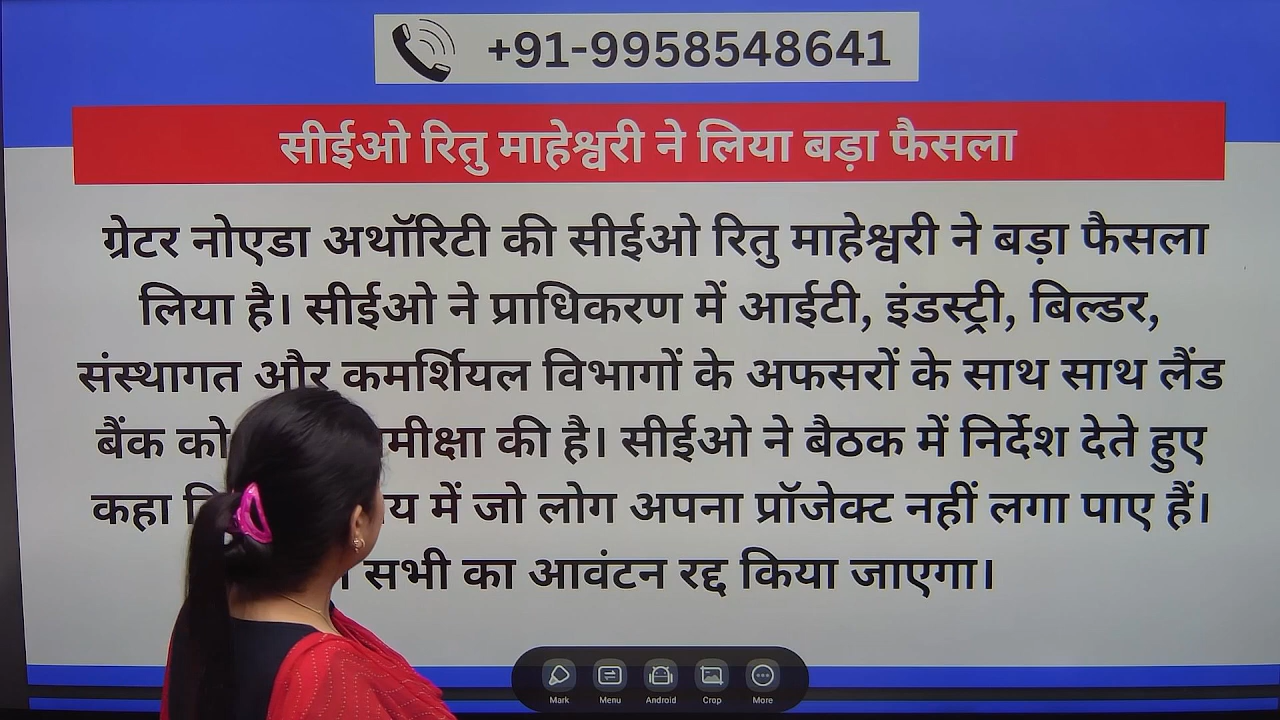 +91-9958548641
सीईओ रितु माहेश्वरी ने लिया बड़ा फैसला
ग्रेटर नोएडा अथॉरिटी की सीईओ रितु माहेश्वरी ने बड़ा फैसला
लिया है। सीईओ ने प्राधिकरण में आईटी, इंडस्ट्री, बिल्डर,
संस्थागत और कमर्शियल विभागों के अफसरों के साथ साथ लैंड
बैंक को मीक्षा की है। सीईओ ने बैठक में निर्देश देते हुए
कहा य में जो लोग अपना प्रॉजेक्ट नहीं लगा पाए हैं।
सभी का आवंटन रद्द किया जाएगा।
Mark Menu Android Crop More